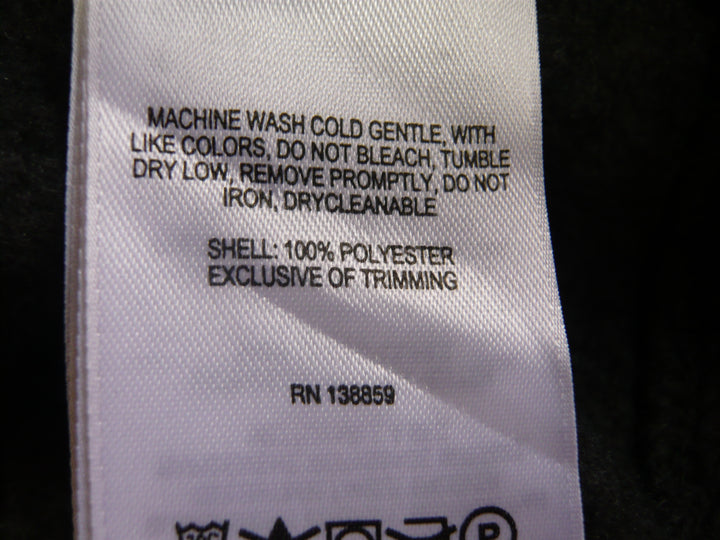 MACHINE WASH COLD GENTLE, WITH
LIKE COLORS, DO NOT BLEACH, TUMBLE
DRY LOW, REMOVE PROMPTLY, DO NOT
IRON, DRYCLEANABLE
SHELL: 100% POLYESTER
EXCLUSIVE OF TRIMMING
RN 138859
P